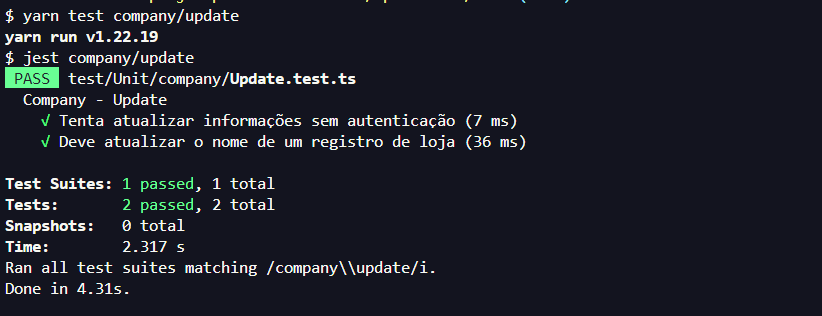 $ yarn test company/update
yarn run v1.22.19
$ jest company/update
PASS test/Unit/company/Update.test.ts
Company - Update
√ Tenta atualizar informações sem autenticação (7 ms)
√ Deve atualizar o nome de um registro de loja (36 ms)
Test Suites: 1 passed, 1 total
Tests: 2 passed, 2 total
Snapshots: 0 total
Time: 2.317 s
Ran all test suites matching /company\\update/i.
Done in 4.31s.